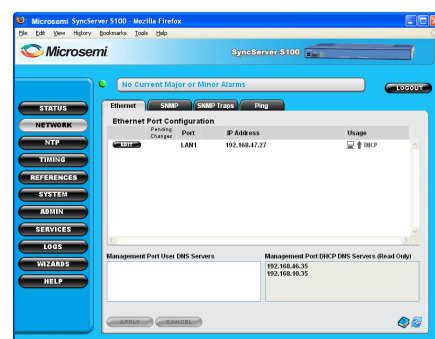 Microsemi SyncServer S100 - Mozilla Firefox
File Edit View History Bookmarks Tools Help
Microsemi
SyncServer S100
No Current Major or Minor Alarms
LOGOUT
STATUS
NETWORK
NTP
TIMING
REFERENCES
SYSTEM
ADMIN
SERVICES
LOGS
WIZARDS
HELP
Ethernet SNMP SNMP Traps Ping
Ethernet Port Configuration
Pending Changes Port IP Address Usage
EDIT LAN1 192.168.47.27 DHCP
Management Port User DNS Servers
Management Port DHCP DNS Servers (Read Only)
192.168.46.35
192.168.10.35
APPLY CANCEL